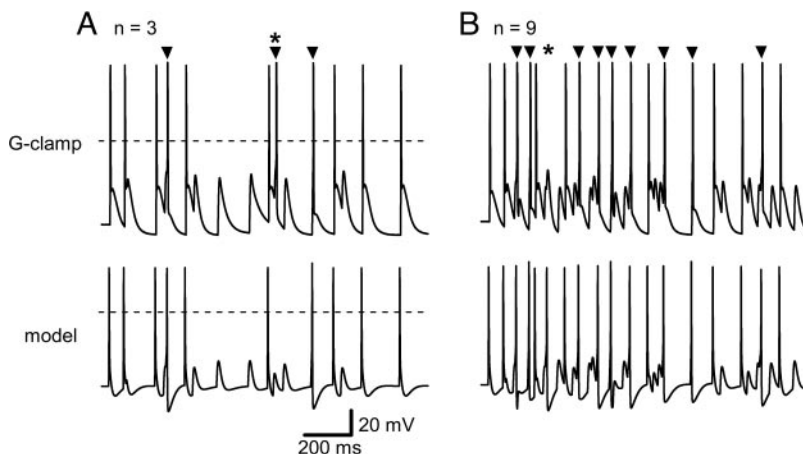 A n = 3
B n = 9
*
*
G-clamp
model
20 mV
200 ms